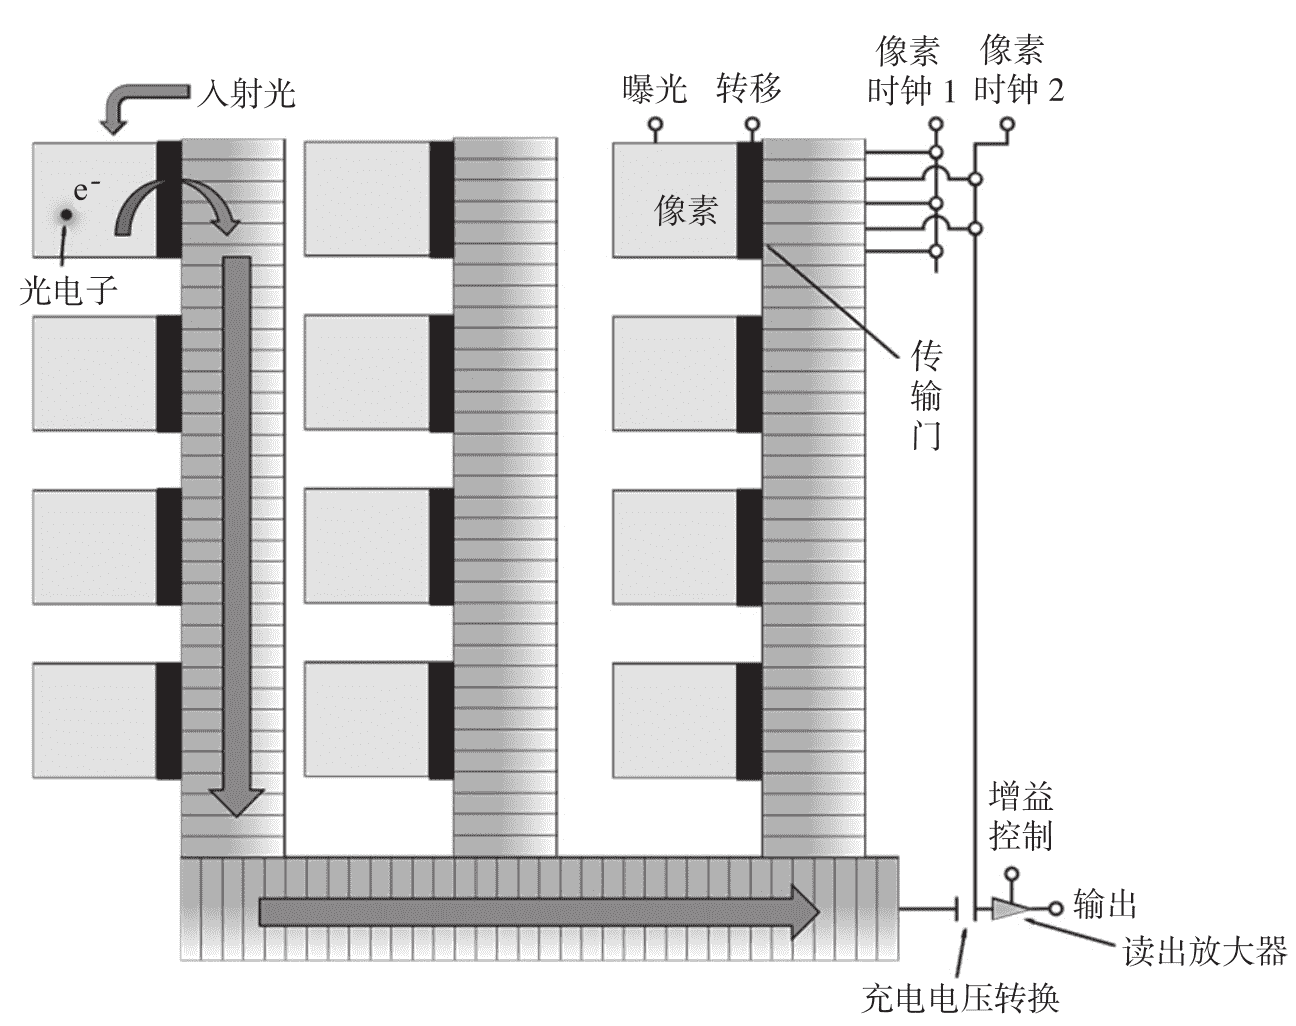 像素
时钟 1
像素
时钟 2
入射光
曝光
转移
e-
像素
光电子
传
输
门
增益
控制
输出
读出放大器
充电电压转换